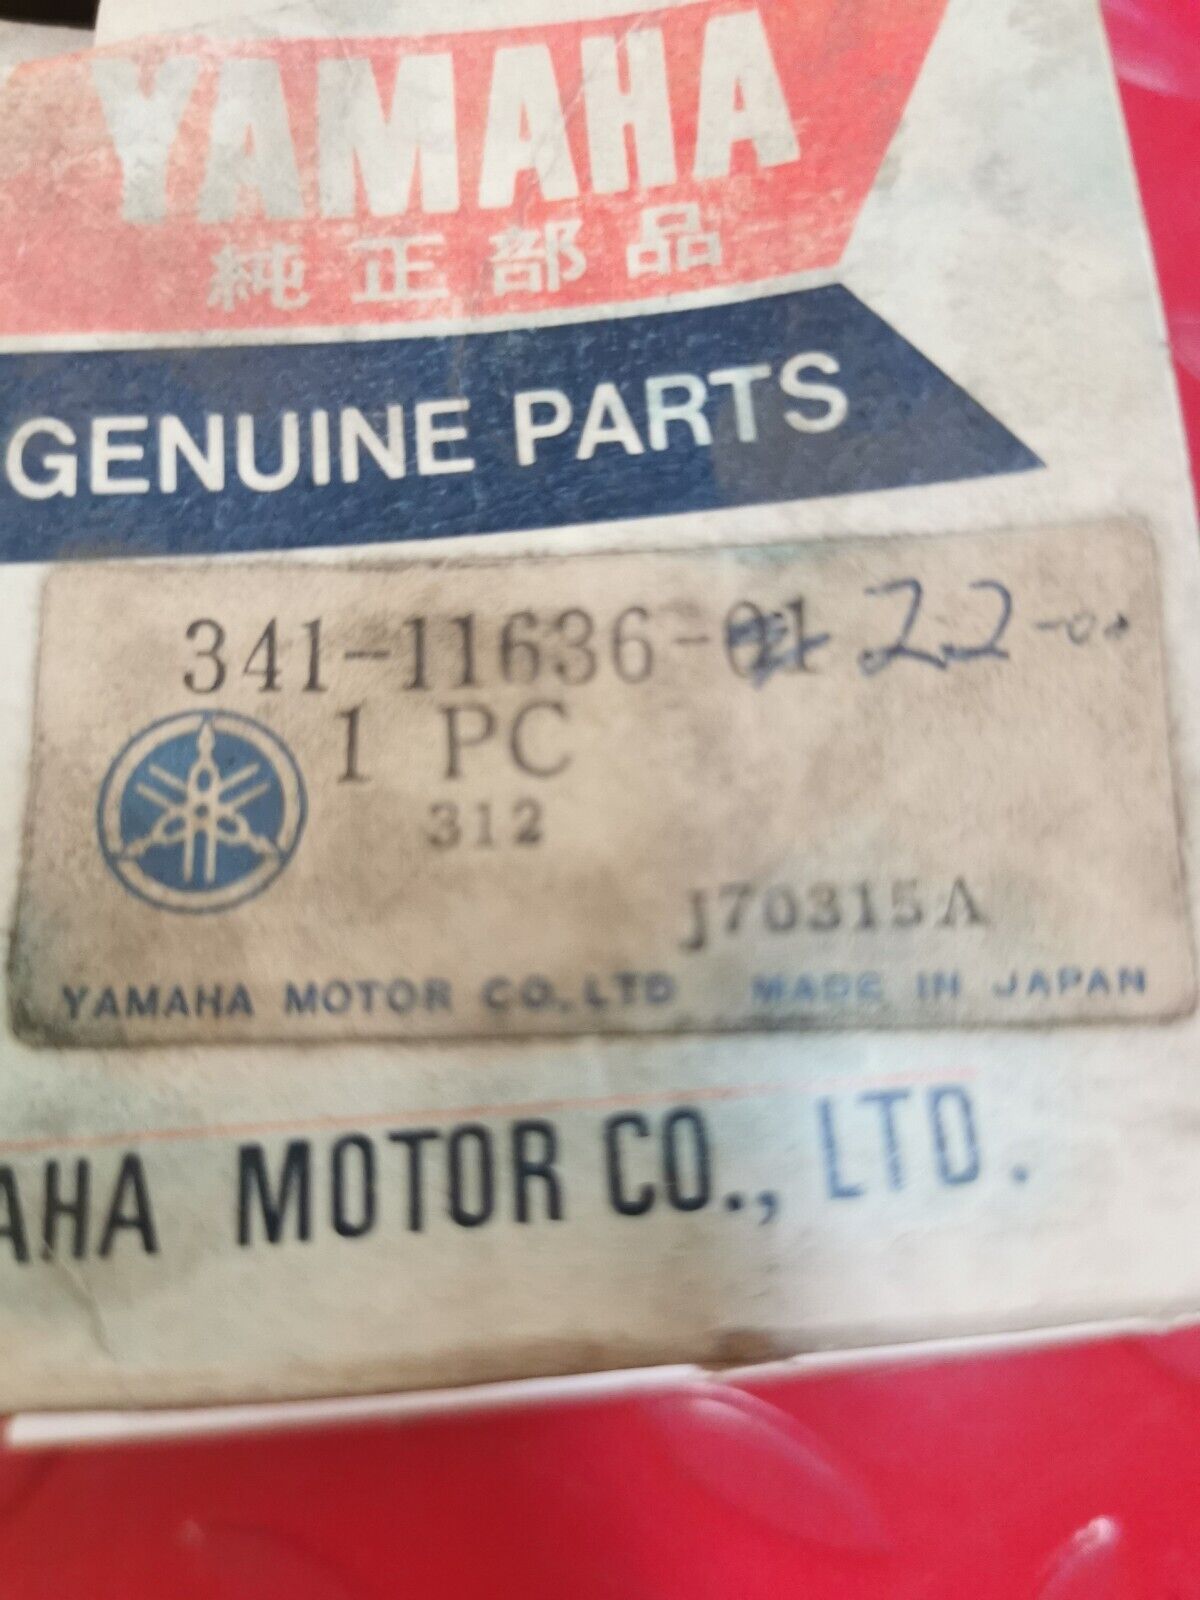 YAMAHA
純正部品
GENUINE PARTS
341-11636-01 22-00
1 PC
312
J70315A
YAMAHA MOTOR CO.,LTD MADE IN JAPAN
AHA MOTOR CO., LTD.